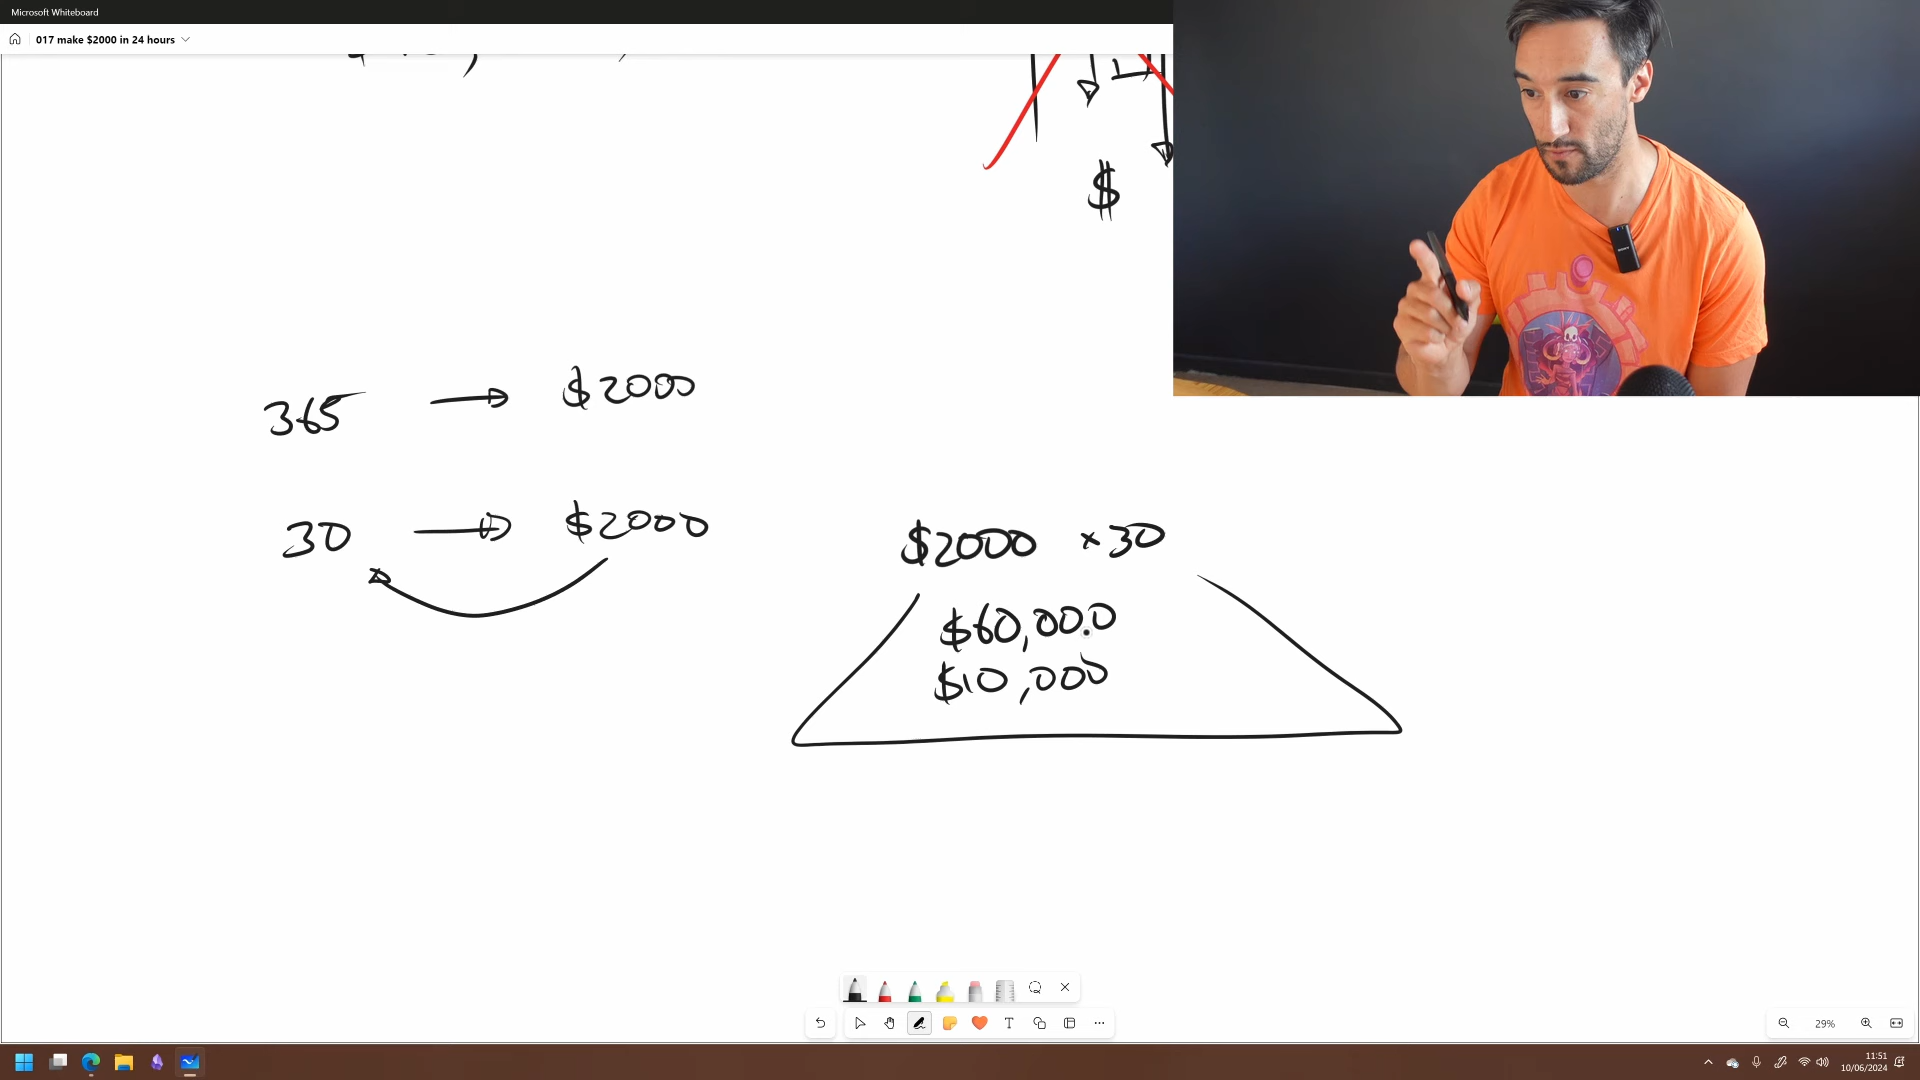 Microsoft Whiteboard
017 make $2000 in 24 hours
$
365 → $2000
30 → $2000
$2000 × 30
$60,000
$10,000
29%
11:51
10/06/2024